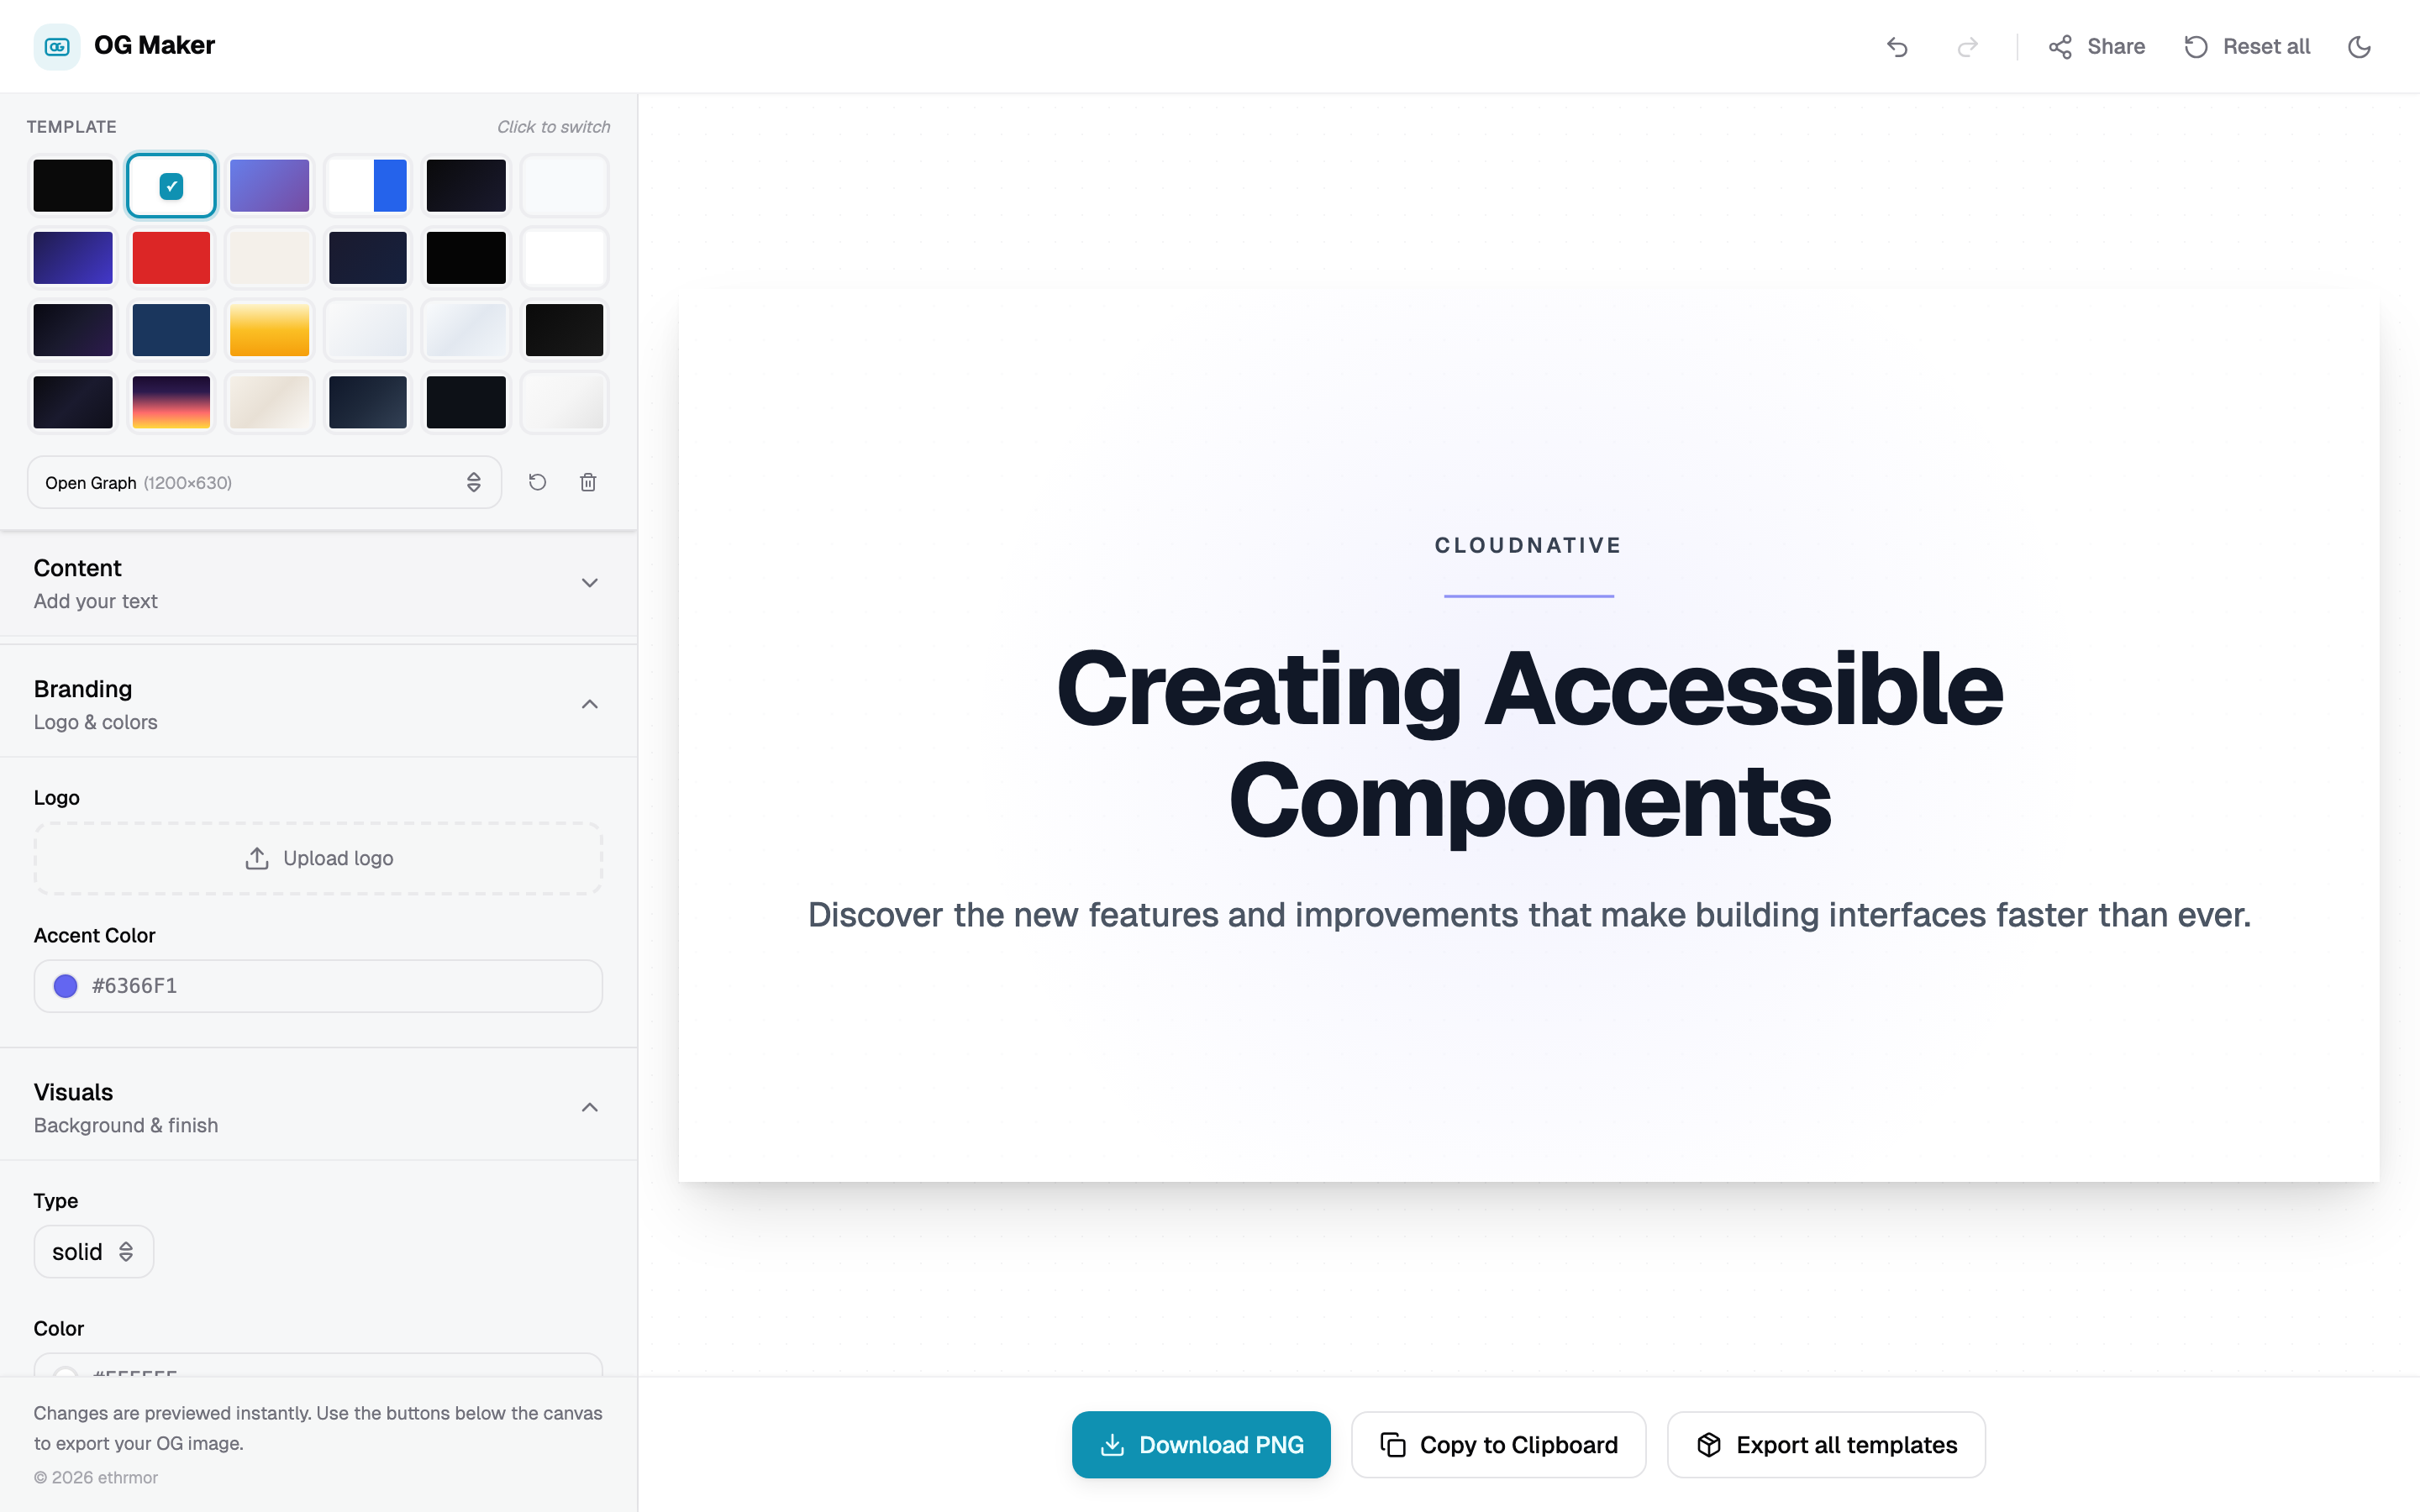 OG Maker
Share
Reset all
TEMPLATE
Click to switch
Open Graph (1200×630)
Content
Add your text
Branding
Logo & colors
Logo
Upload logo
Accent Color
#6366F1
Visuals
Background & finish
Type
solid
Color
#FFFFFF
Changes are previewed instantly. Use the buttons below the canvas
to export your OG image.
© 2026 ethrmor
CLOUDNATIVE
Creating Accessible
Components
Discover the new features and improvements that make building interfaces faster than ever.
Download PNG
Copy to Clipboard
Export all templates